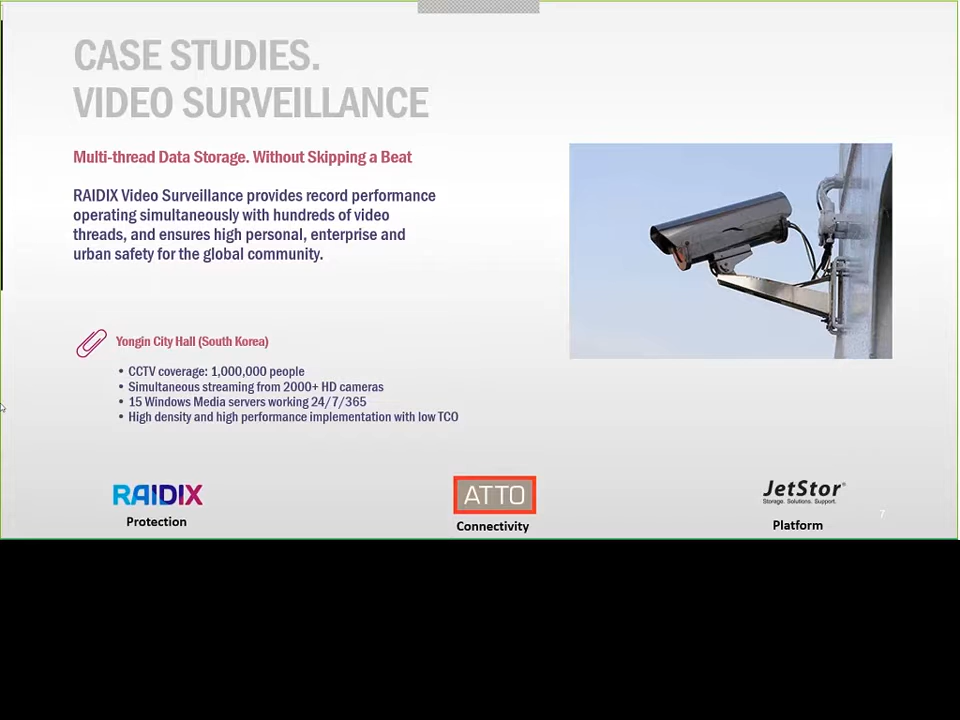 CASE STUDIES.
VIDEO SURVEILLANCE
Multi-thread Data Storage. Without Skipping a Beat
RAIDIX Video Surveillance provides record performance
operating simultaneously with hundreds of video
threads, and ensures high personal, enterprise and
urban safety for the global community.
Yongin City Hall (South Korea)
• CCTV coverage: 1,000,000 people
• Simultaneous streaming from 2000+ HD cameras
• 15 Windows Media servers working 24/7/365
• High density and high performance implementation with low TCO
RAIDIX
Protection
ATTO
Connectivity
JetStor®
Storage. Solutions. Support.
Platform
7